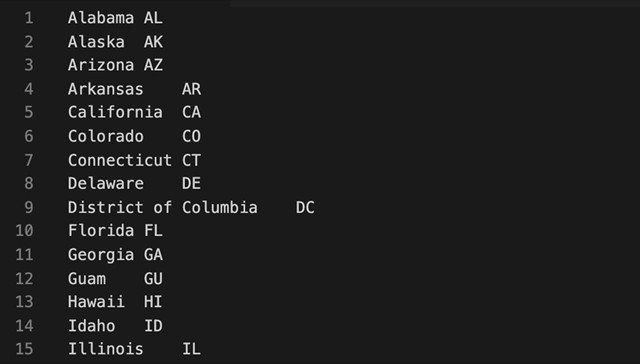 1 Alabama AL
2 Alaska AK
3 Arizona AZ
4 Arkansas AR
5 California CA
6 Colorado CO
7 Connecticut CT
8 Delaware DE
9 District of Columbia DC
10 Florida FL
11 Georgia GA
12 Guam GU
13 Hawaii HI
14 Idaho ID
15 Illinois IL